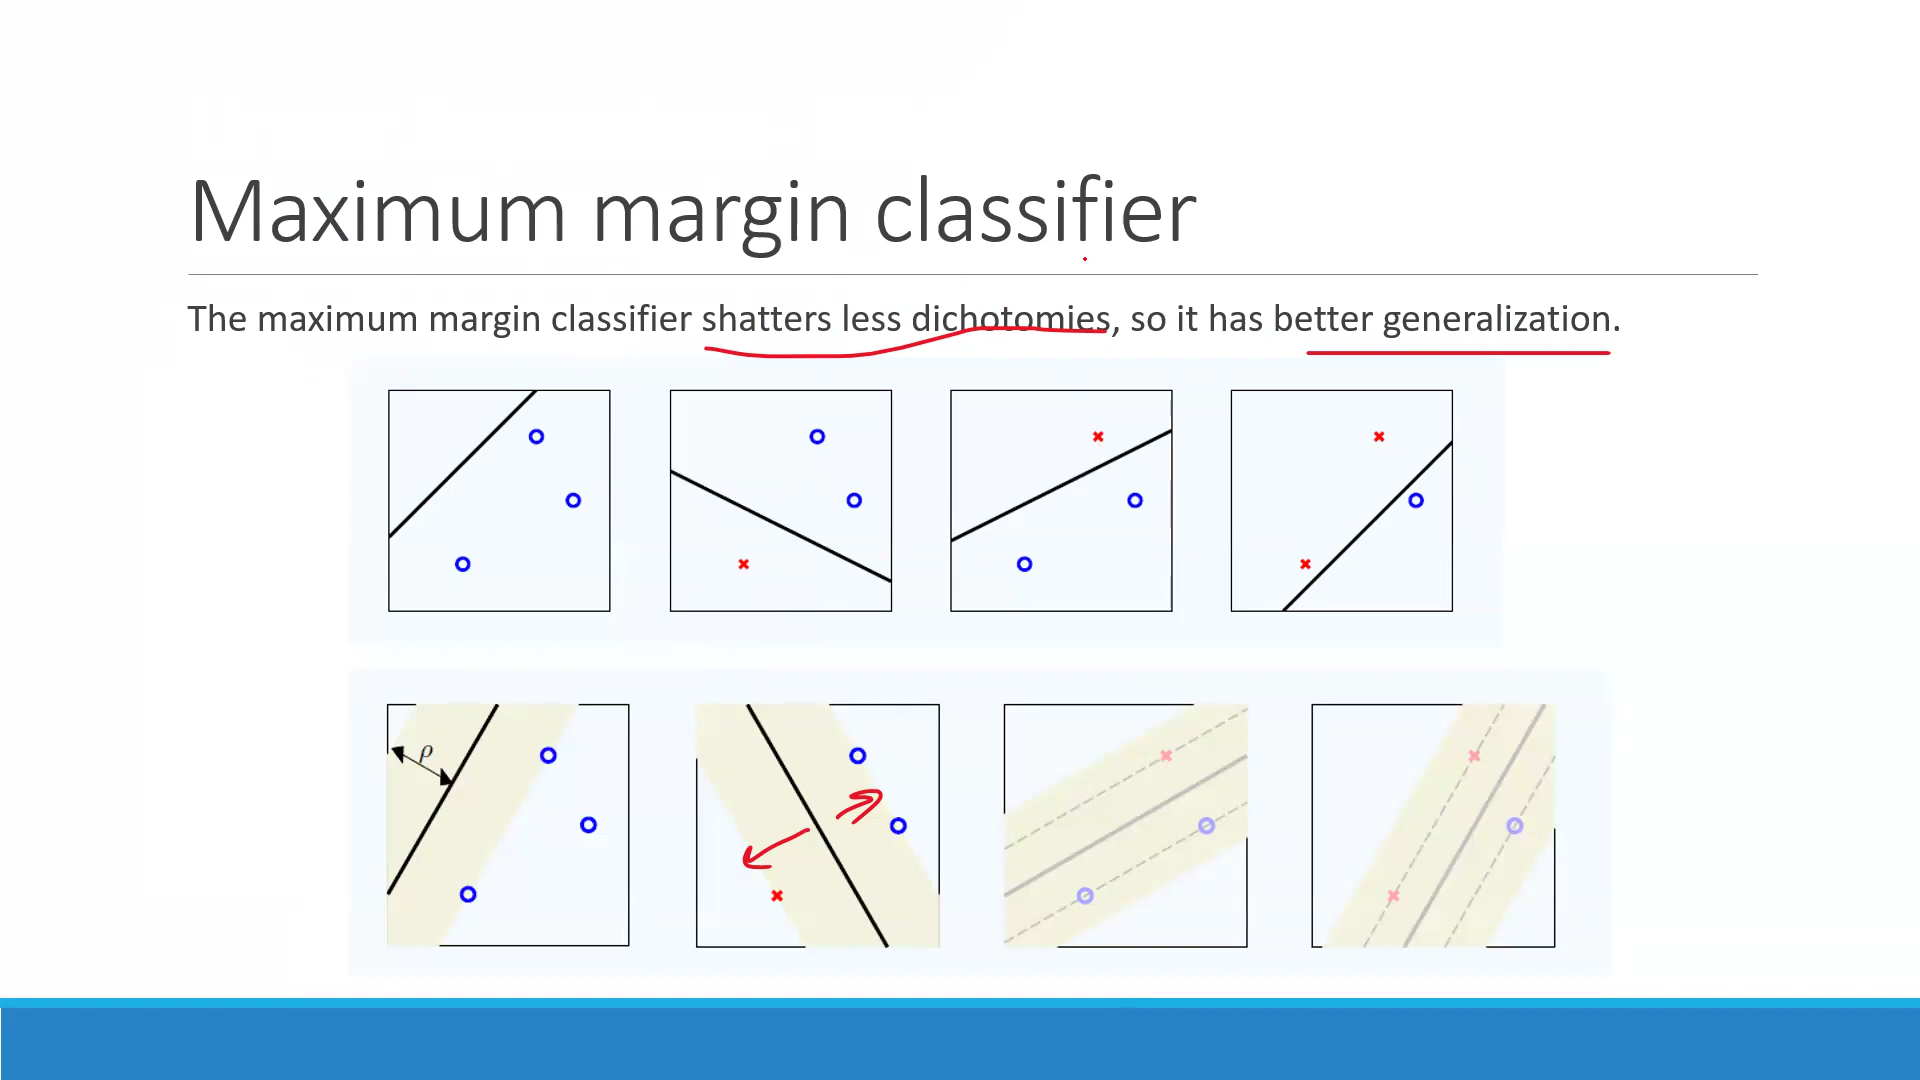 Maximum margin classifier
The maximum margin classifier shatters less dichotomies, so it has better generalization.
ρ